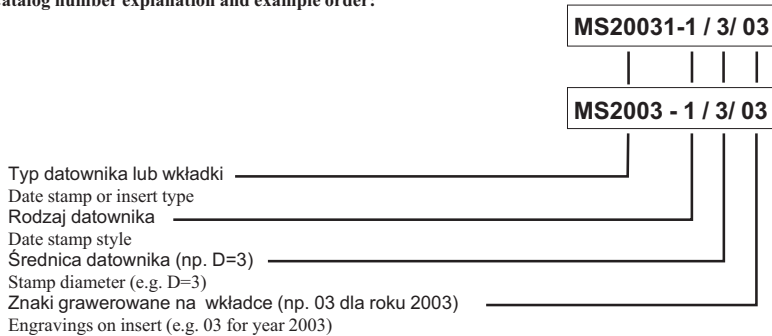 Catalog number explanation and example order:
MS20031-1 / 3/ 03
MS2003 - 1 / 3/ 03
Typ datownika lub wkładki
Date stamp or insert type
Rodzaj datownika
Date stamp style
Średnica datownika (np. D=3)
Stamp diameter (e.g. D=3)
Znaki grawerowane na wkładce (np. 03 dla roku 2003)
Engravings on insert (e.g. 03 for year 2003)